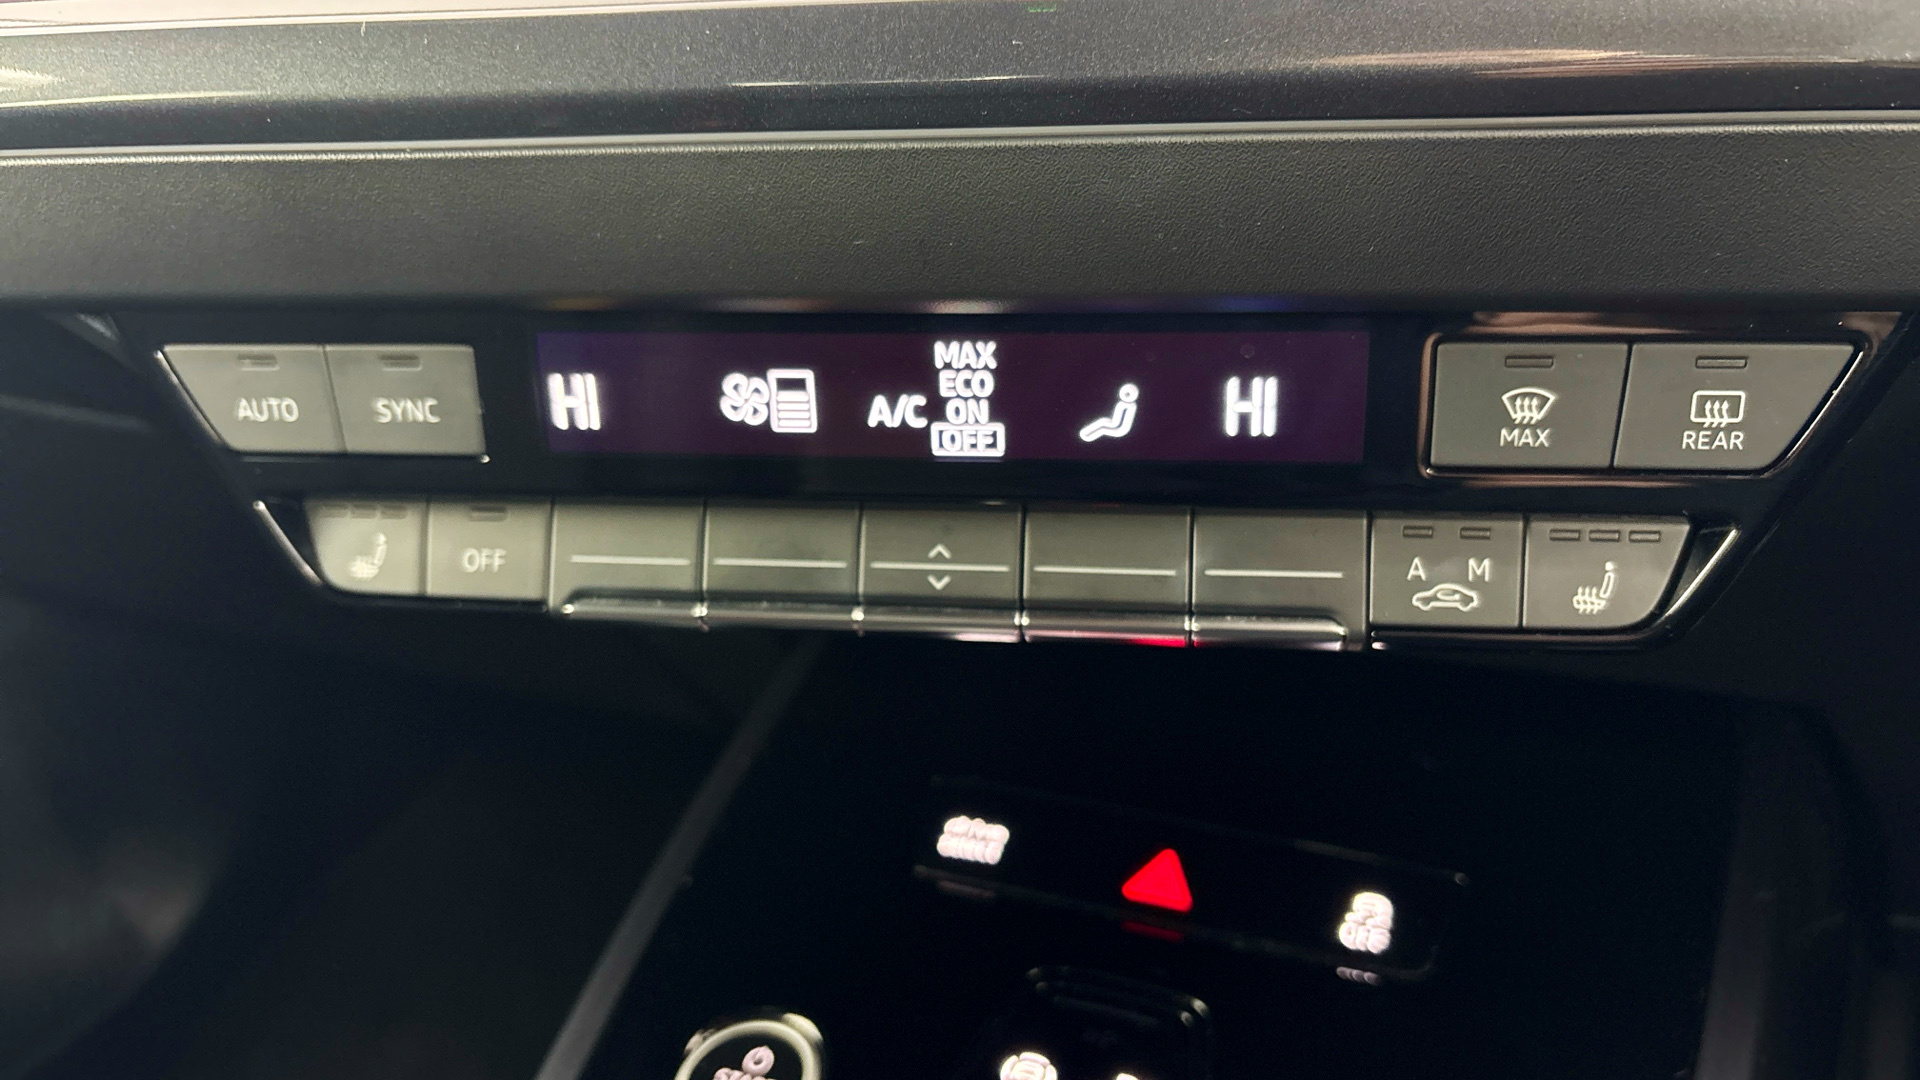 AUTO
SYNC
HI
A/C
MAX
ECO
ON
OFF
HI
MAX
REAR
OFF
A M